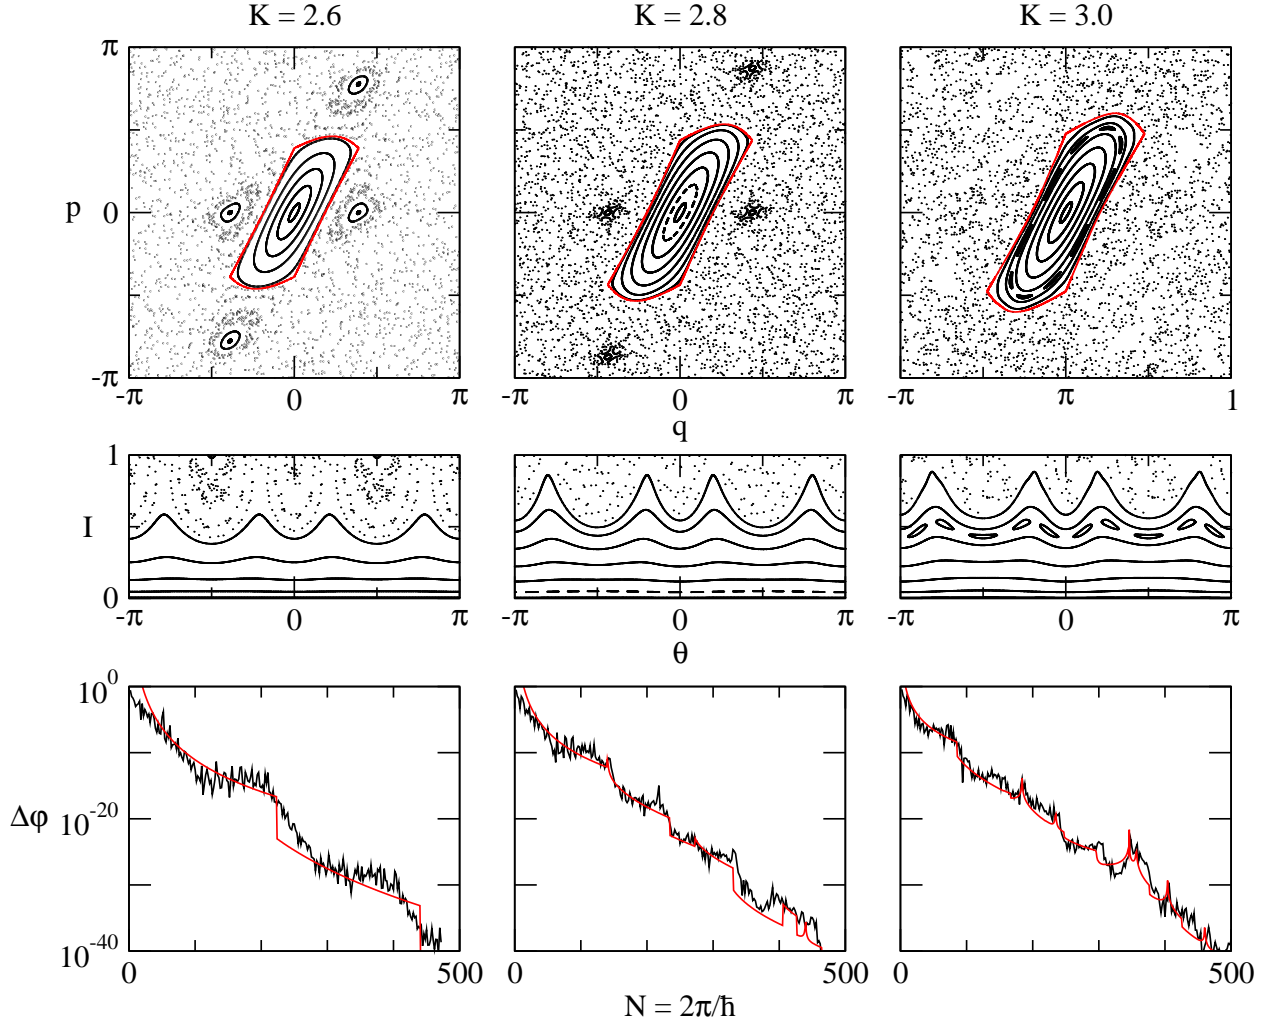 K = 2.6 K = 2.8 K = 3.0
π
p 0
-π
-π 0 π -π 0 π -π π 1
q
1
I
0
-π 0 π -π 0 π -π 0 π
θ
10^0
Δφ 10^-20
10^-40
0 500 0 500 0 500
N = 2π/ħ